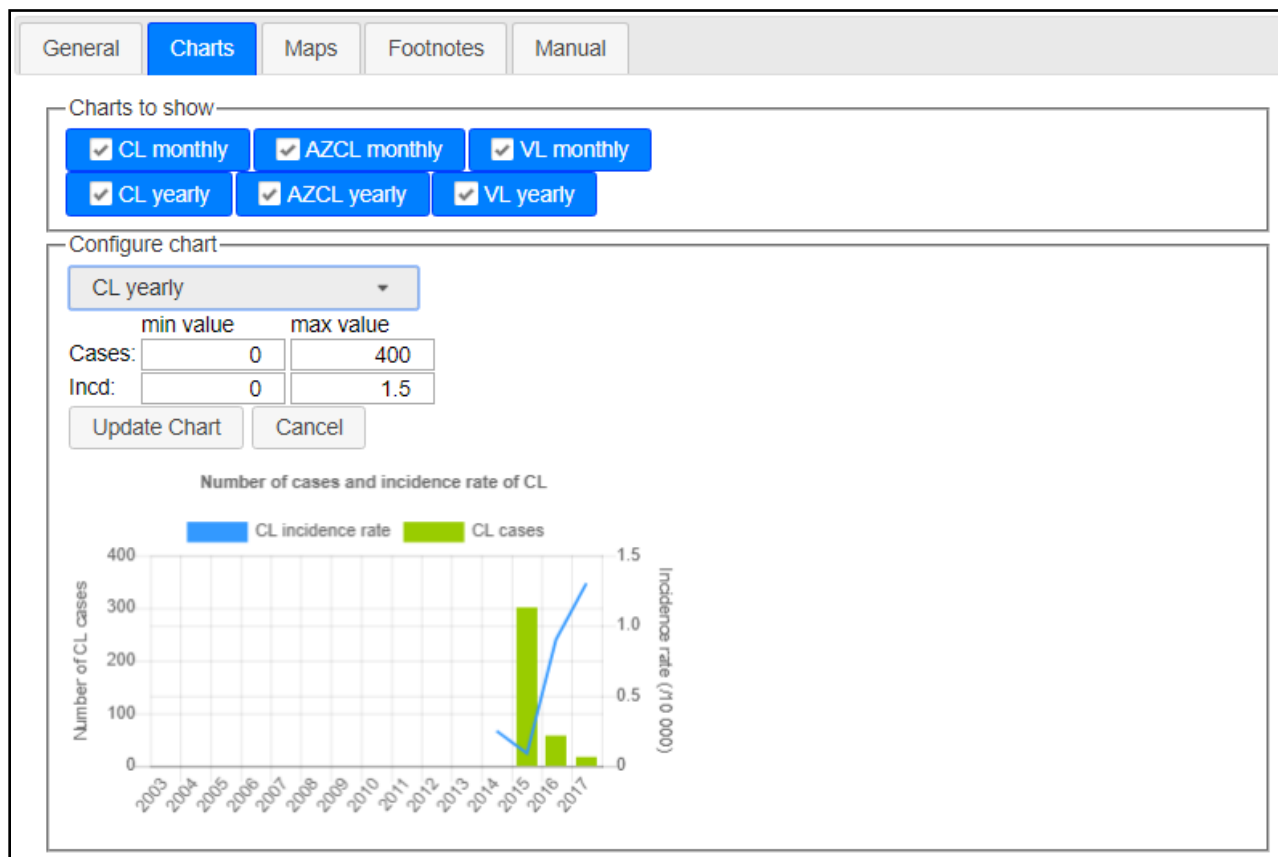 General Charts Maps Footnotes Manual
Charts to show
CL monthly AZCL monthly VL monthly
CL yearly AZCL yearly VL yearly
Configure chart
CL yearly
min value max value
Cases: 0 400
Incd: 0 1.5
Update Chart Cancel
Number of cases and incidence rate of CL
CL incidence rate CL cases
400 1.5
300
1.0
200
0.5
100
0 0
Number of CL cases
Incidence rate (/10 000)
2003 2004 2005 2006 2007 2008 2009 2010 2011 2012 2013 2014 2015 2016 2017